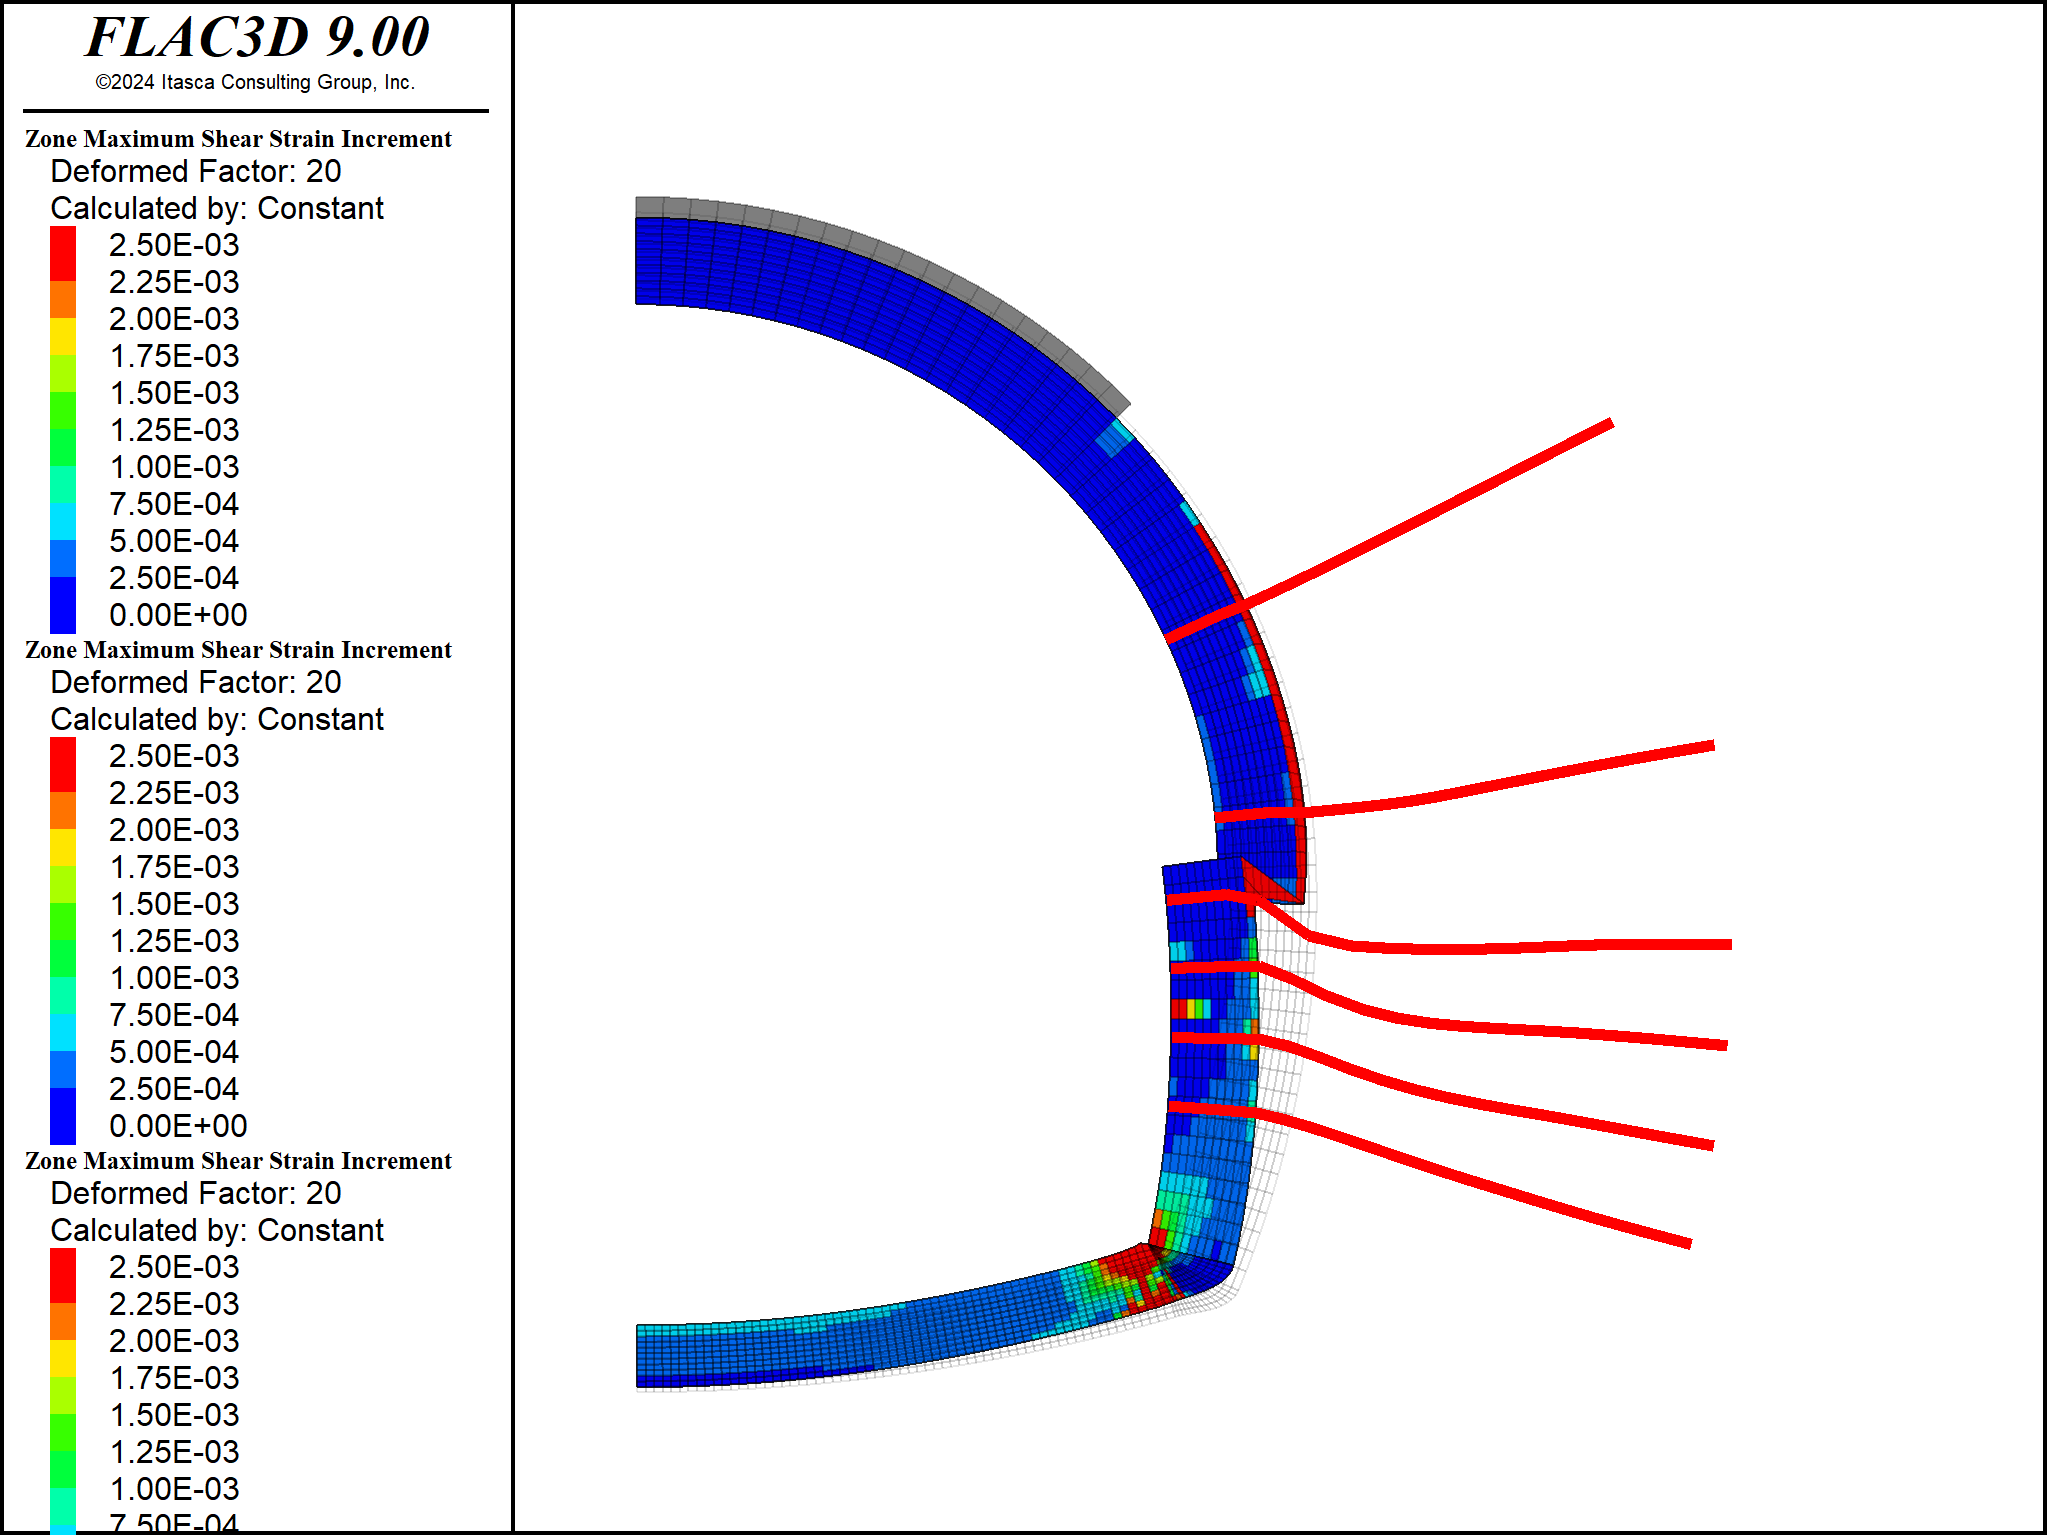 FLAC3D 9.00
©2024 Itasca Consulting Group, Inc.
Zone Maximum Shear Strain Increment
Deformed Factor: 20
Calculated by: Constant
2.50E-03
2.25E-03
2.00E-03
1.75E-03
1.50E-03
1.25E-03
1.00E-03
7.50E-04
5.00E-04
2.50E-04
0.00E+00
Zone Maximum Shear Strain Increment
Deformed Factor: 20
Calculated by: Constant
2.50E-03
2.25E-03
2.00E-03
1.75E-03
1.50E-03
1.25E-03
1.00E-03
7.50E-04
5.00E-04
2.50E-04
0.00E+00
Zone Maximum Shear Strain Increment
Deformed Factor: 20
Calculated by: Constant
2.50E-03
2.25E-03
2.00E-03
1.75E-03
1.50E-03
1.25E-03
1.00E-03
7.50E-04